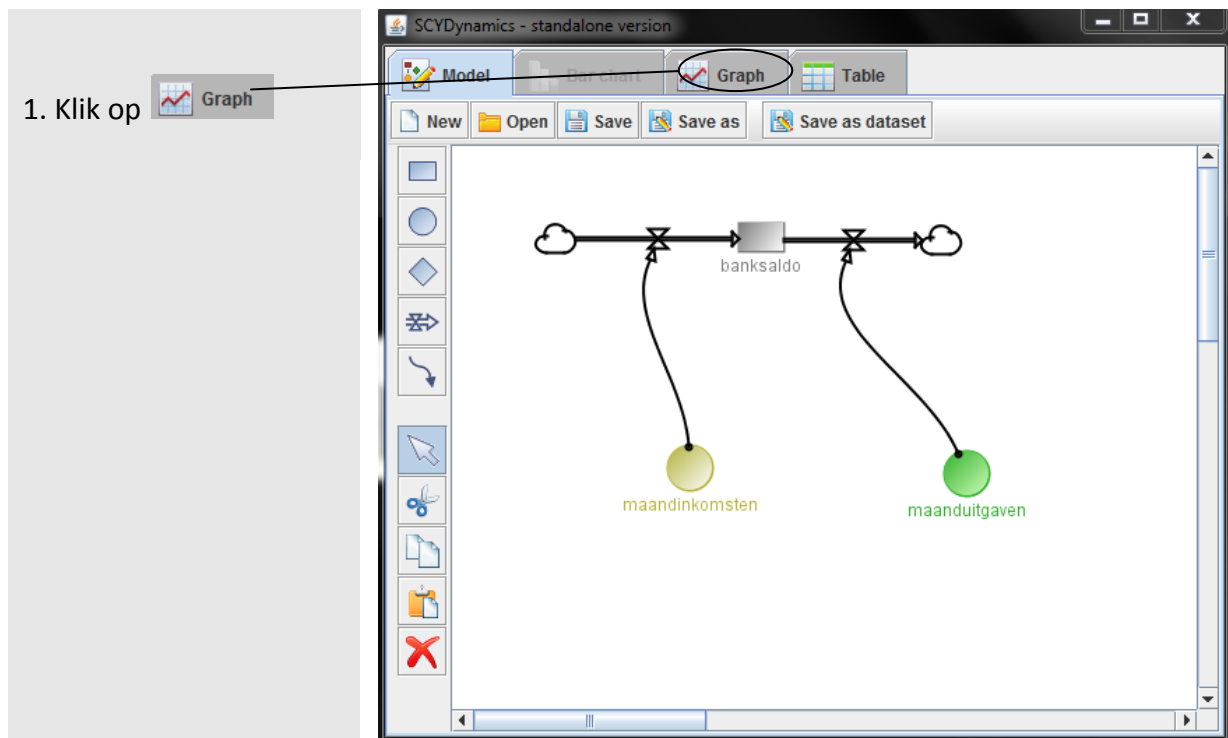 1. Klik op Graph
SCYDynamics - standalone version
Model Bar chart Graph Table
New Open Save Save as Save as dataset
banksaldo
maandinkomsten
maanduitgaven